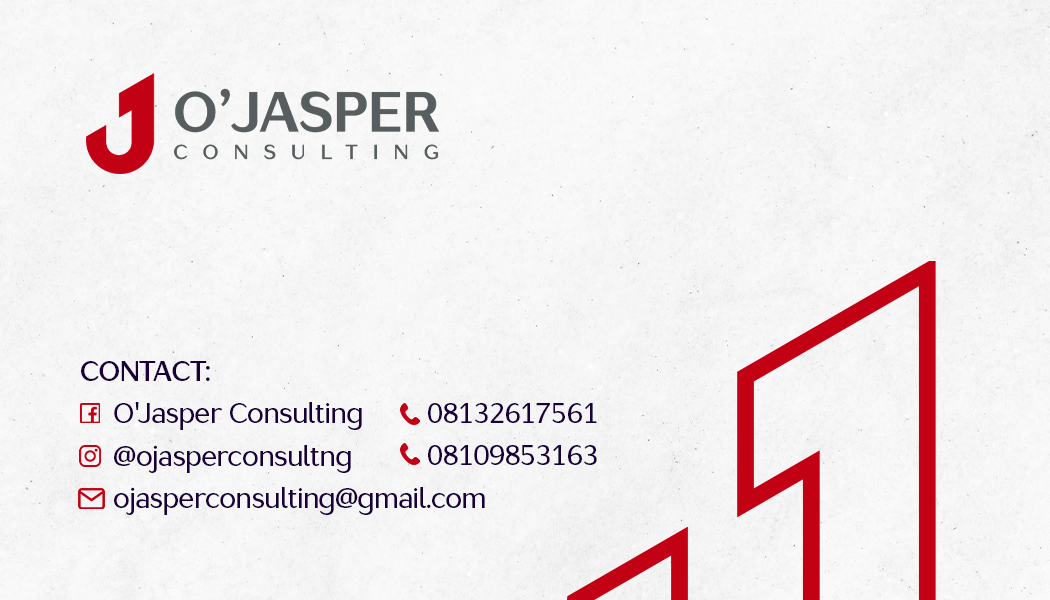 O’JASPER
CONSULTING
CONTACT:
O'Jasper Consulting
08132617561
@ojasperconsultng
08109853163
ojasperconsulting@gmail.com